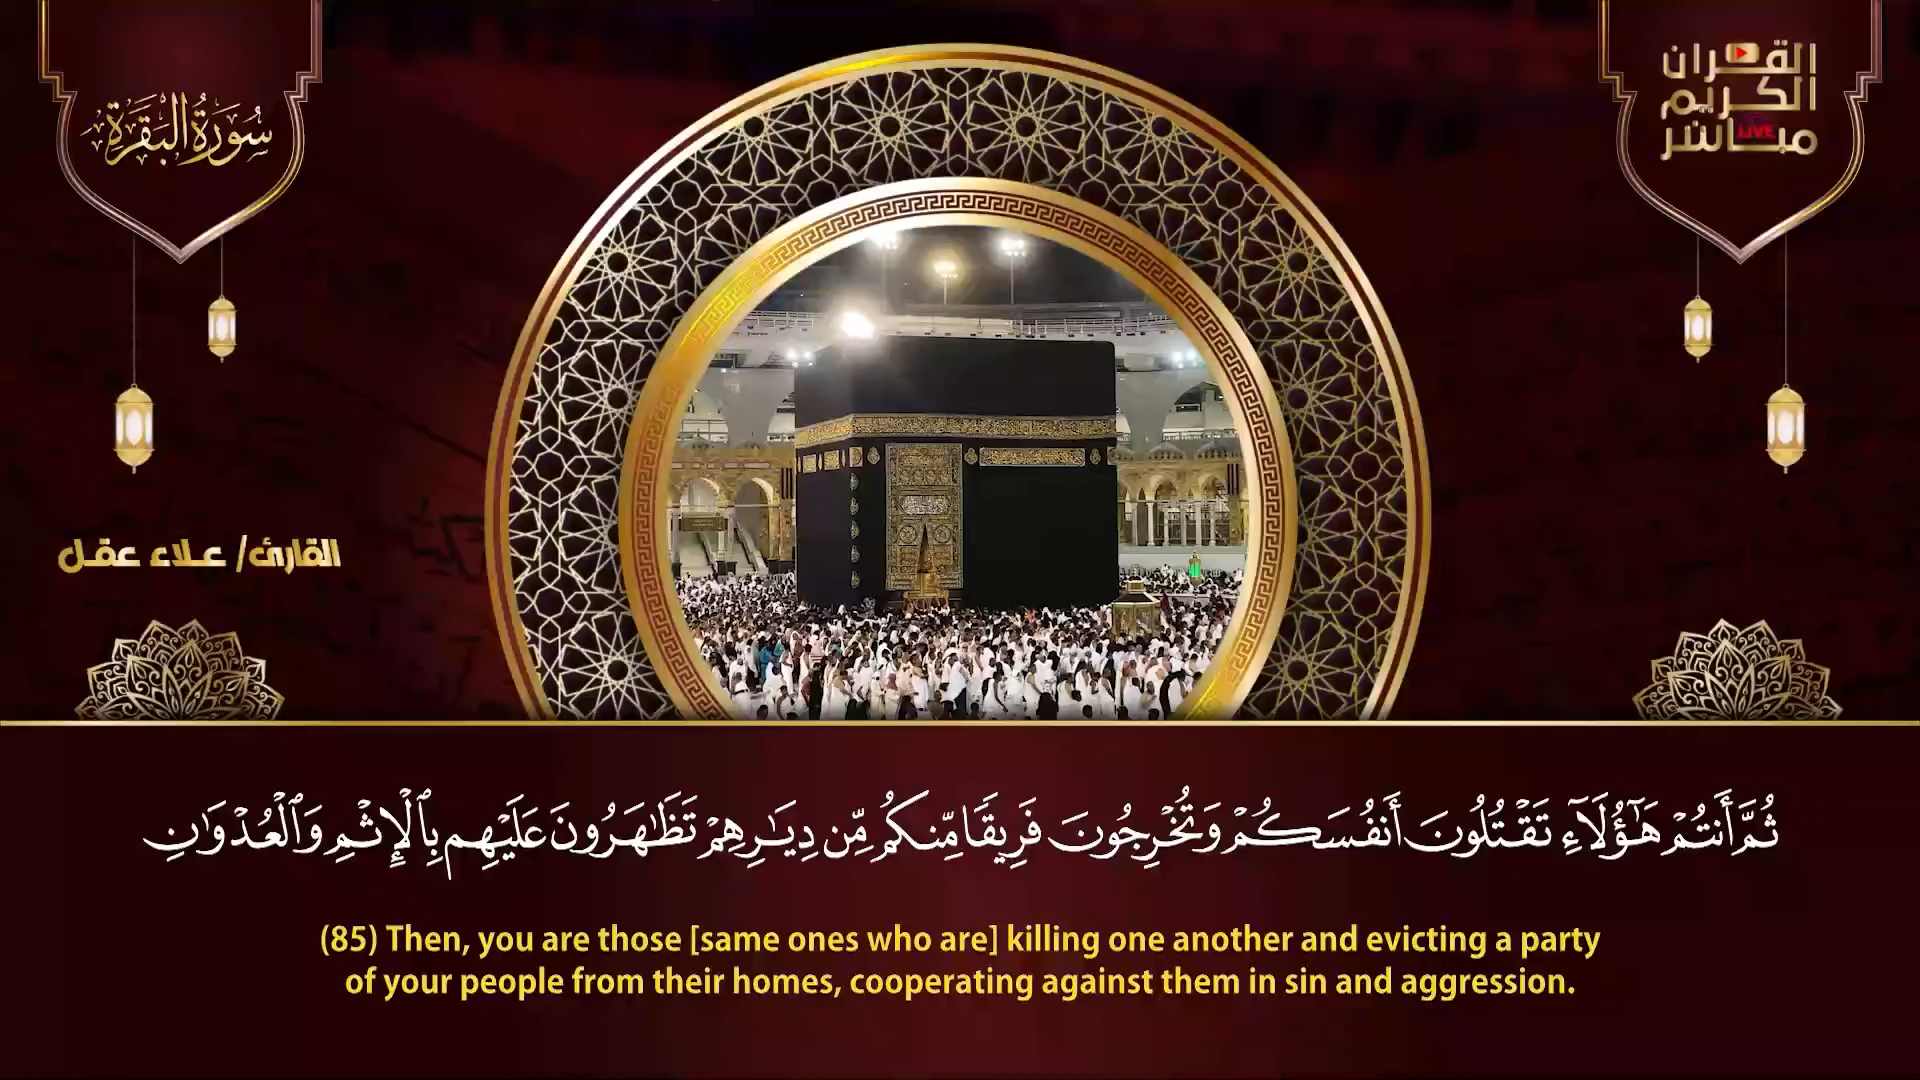 سُورَةُ البَقَرَةِ
القران
الكريم
مباشر
LIVE
القارئ/ علاء عقل
ثُمَّ أَنتُمْ هَٰٓؤُلَآءِ تَقْتُلُونَ أَنفُسَكُمْ وَتُخْرِجُونَ فَرِيقًا مِّنكُم مِّن دِيَٰرِهِمْ تَظَٰهَرُونَ عَلَيْهِم بِٱلْإِثْمِ وَٱلْعُدْوَٰنِ
(85) Then, you are those [same ones who are] killing one another and evicting a party
of your people from their homes, cooperating against them in sin and aggression.